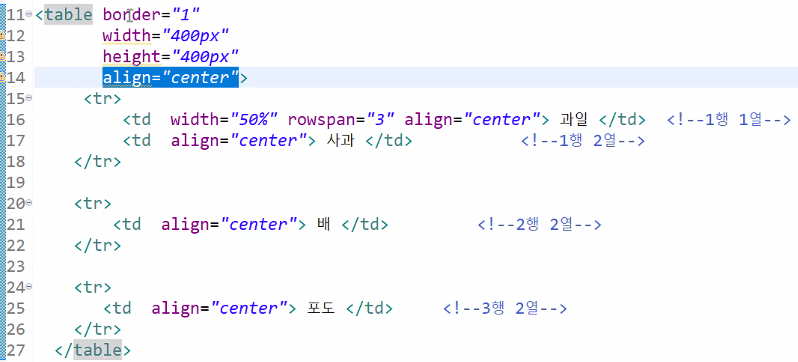 11 <table border="1"
12 width="400px"
13 height="400px"
14 align="center">
15 <tr>
16 <td width="50%" rowspan="3" align="center"> 과일 </td> <!--1행 1열-->
17 <td align="center"> 사과 </td> <!--1행 2열-->
18 </tr>
19
20 <tr>
21 <td align="center"> 배 </td> <!--2행 2열-->
22 </tr>
23
24 <tr>
25 <td align="center"> 포도 </td> <!--3행 2열-->
26 </tr>
27 </table>